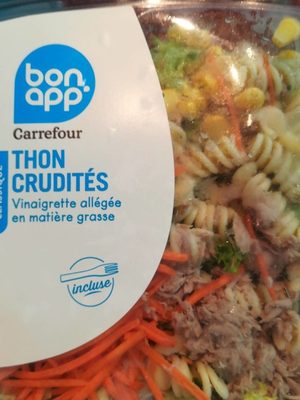 bon
app'
Carrefour
THON
CRUDITÉS
Vinaigrette allégée
en matière grasse
incluse
CLASSIQUE